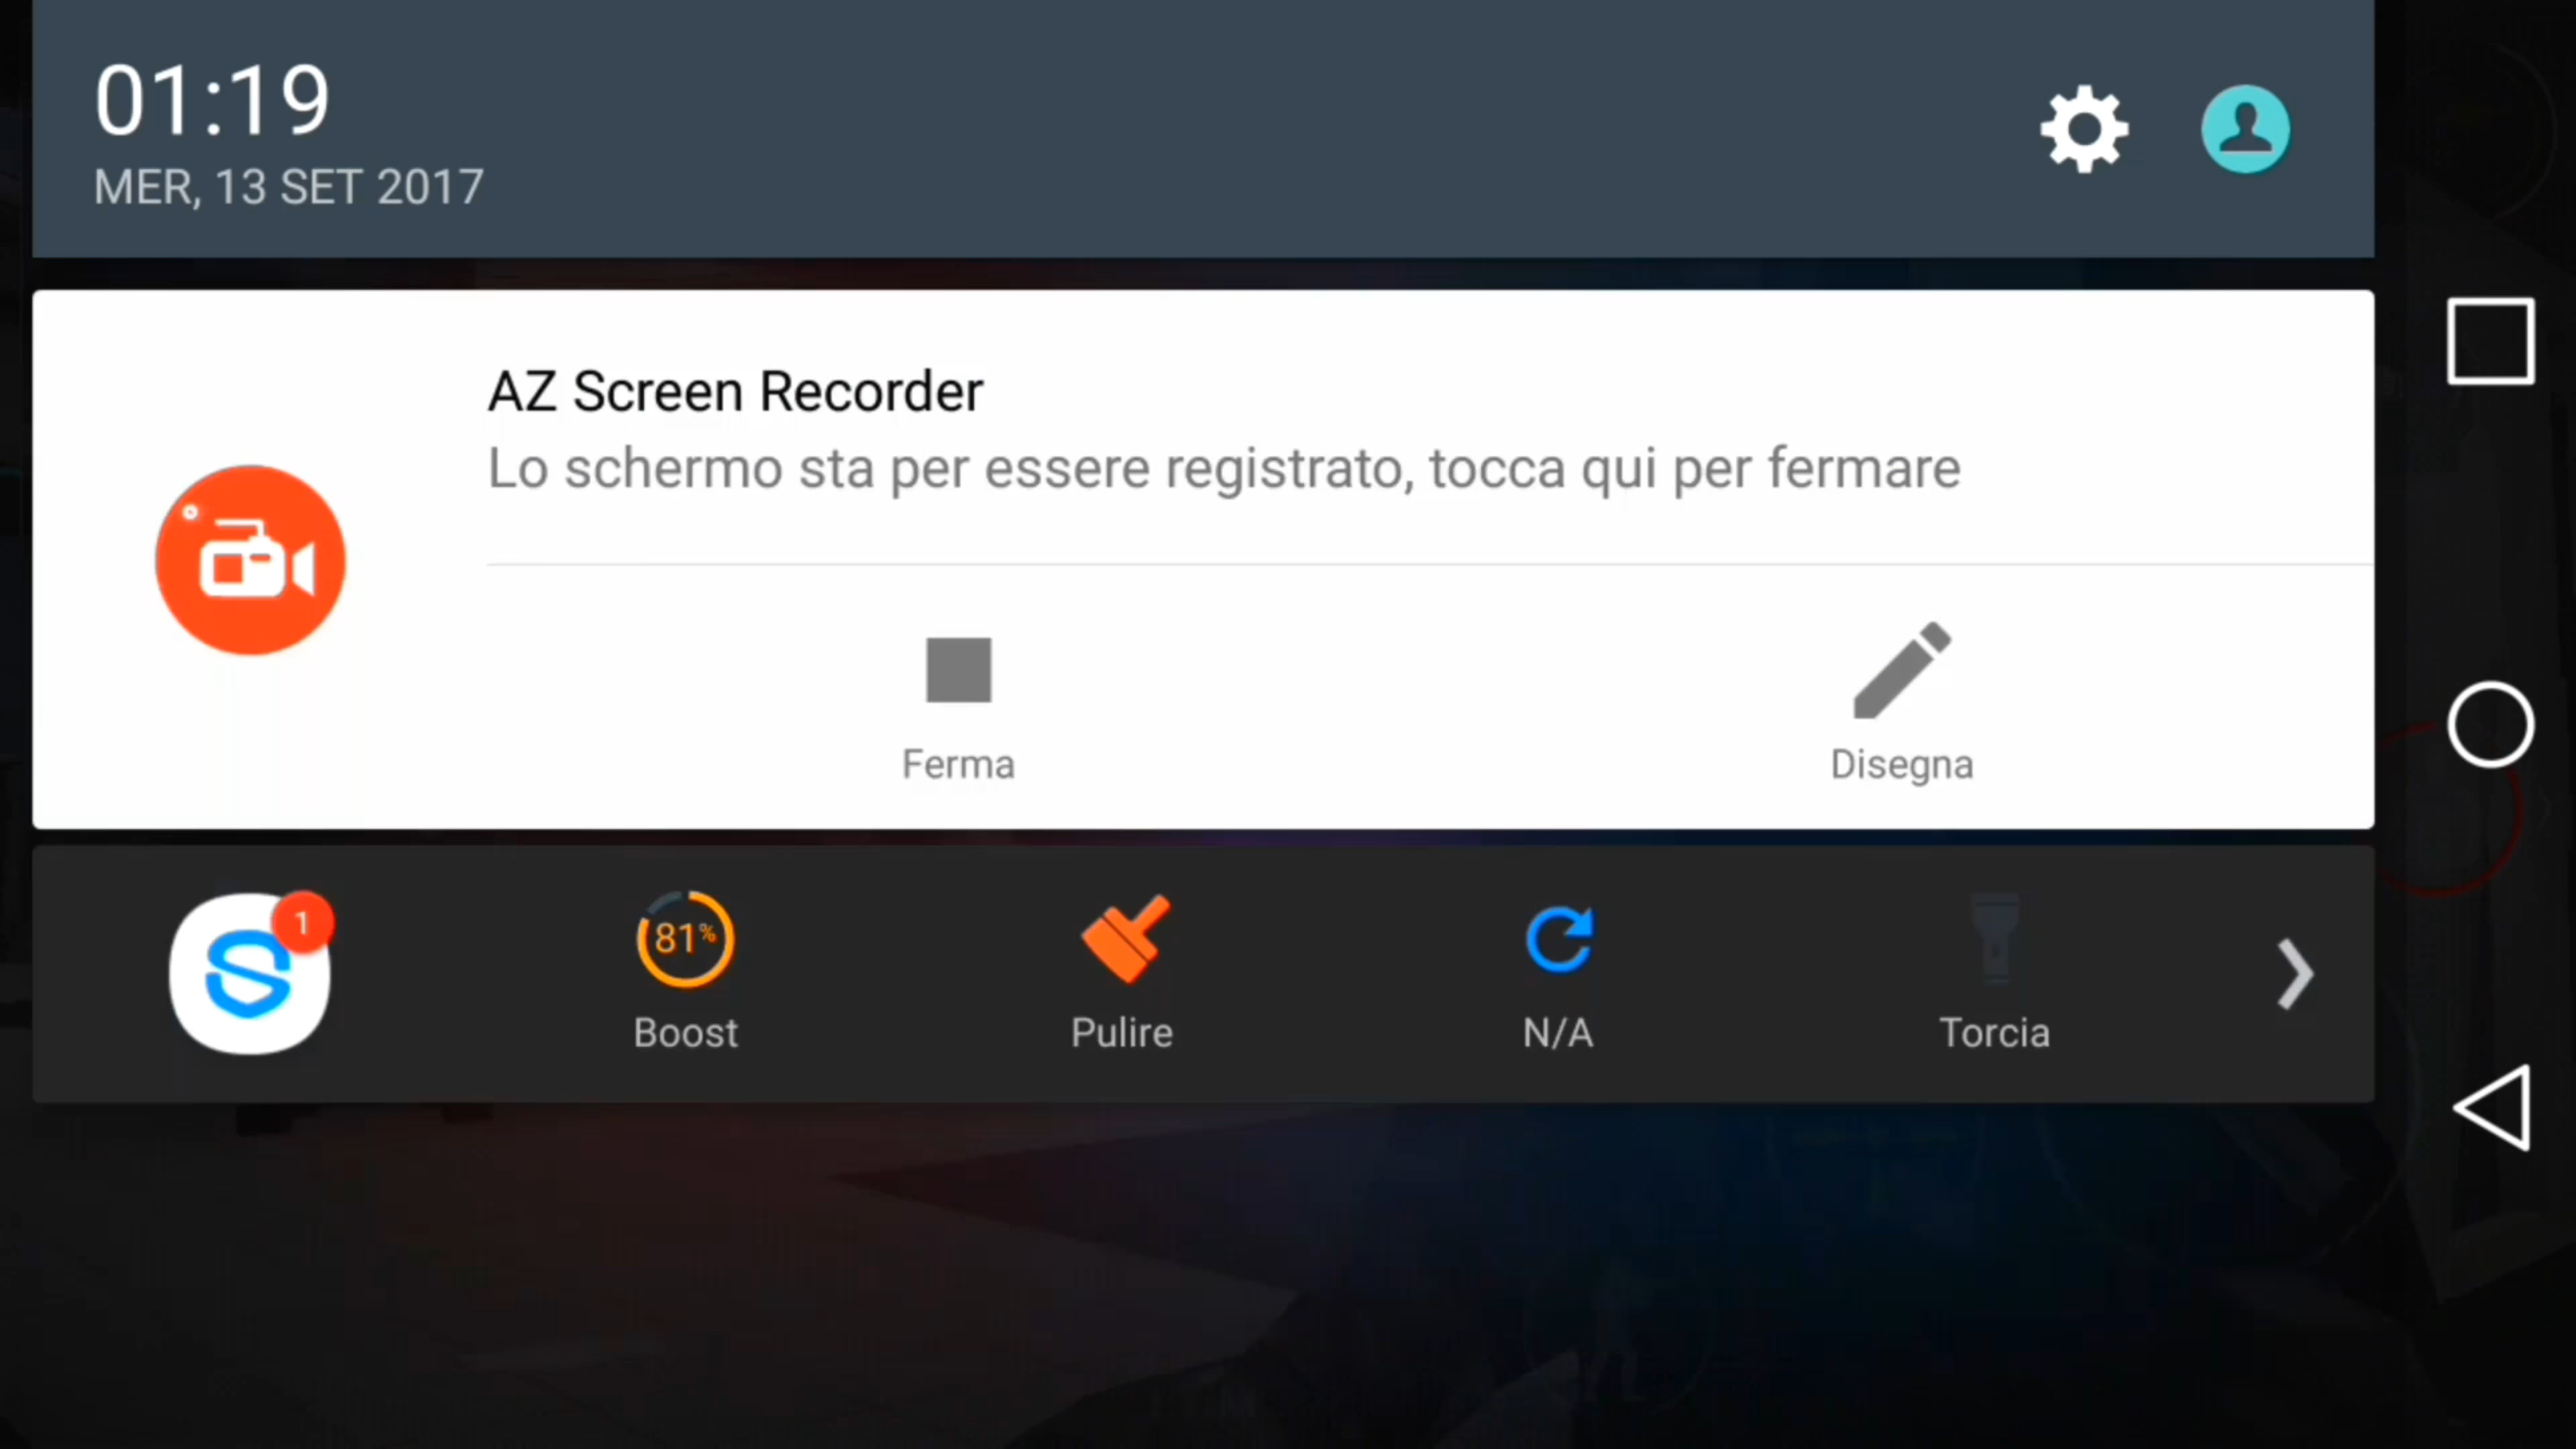 01:19
MER, 13 SET 2017
AZ Screen Recorder
Lo schermo sta per essere registrato, tocca qui per fermare
Ferma
Disegna
1
81%
Boost
Pulire
N/A
Torcia